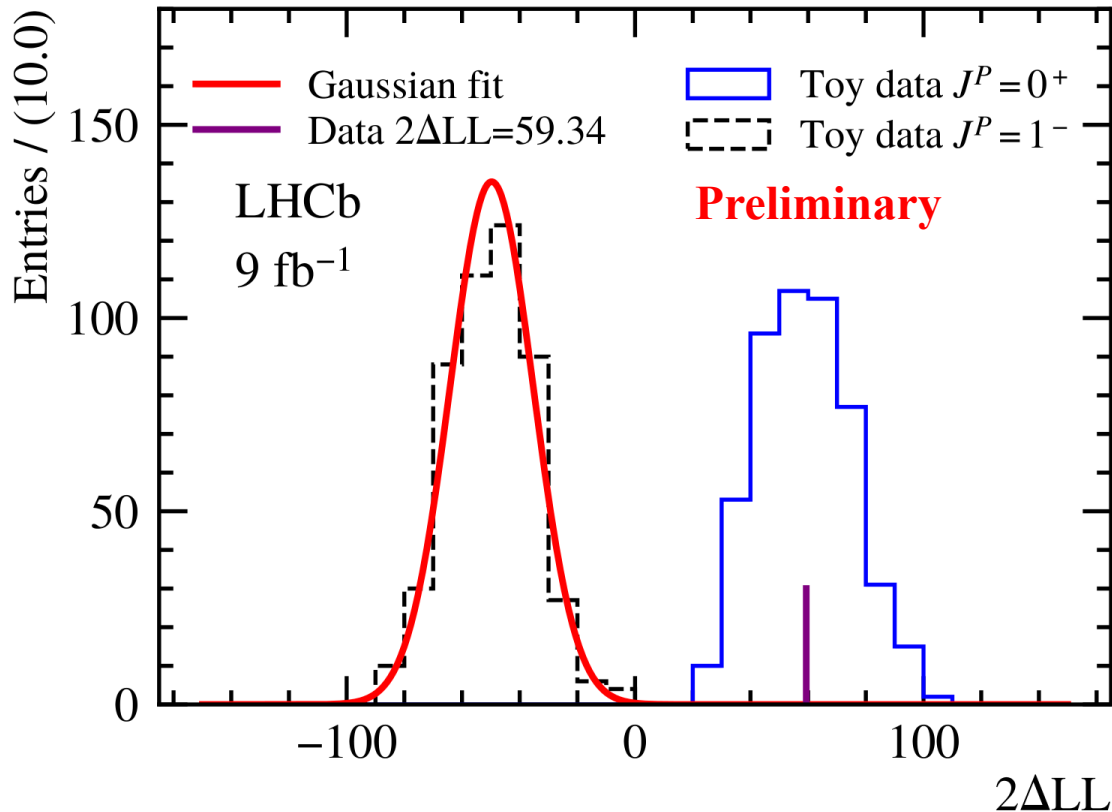 Entries / (10.0)
150
100
50
0
Gaussian fit
Data 2ΔLL=59.34
Toy data J^P = 0^+
Toy data J^P = 1^-
LHCb
9 fb⁻¹
Preliminary
−100
0
100
2ΔLL